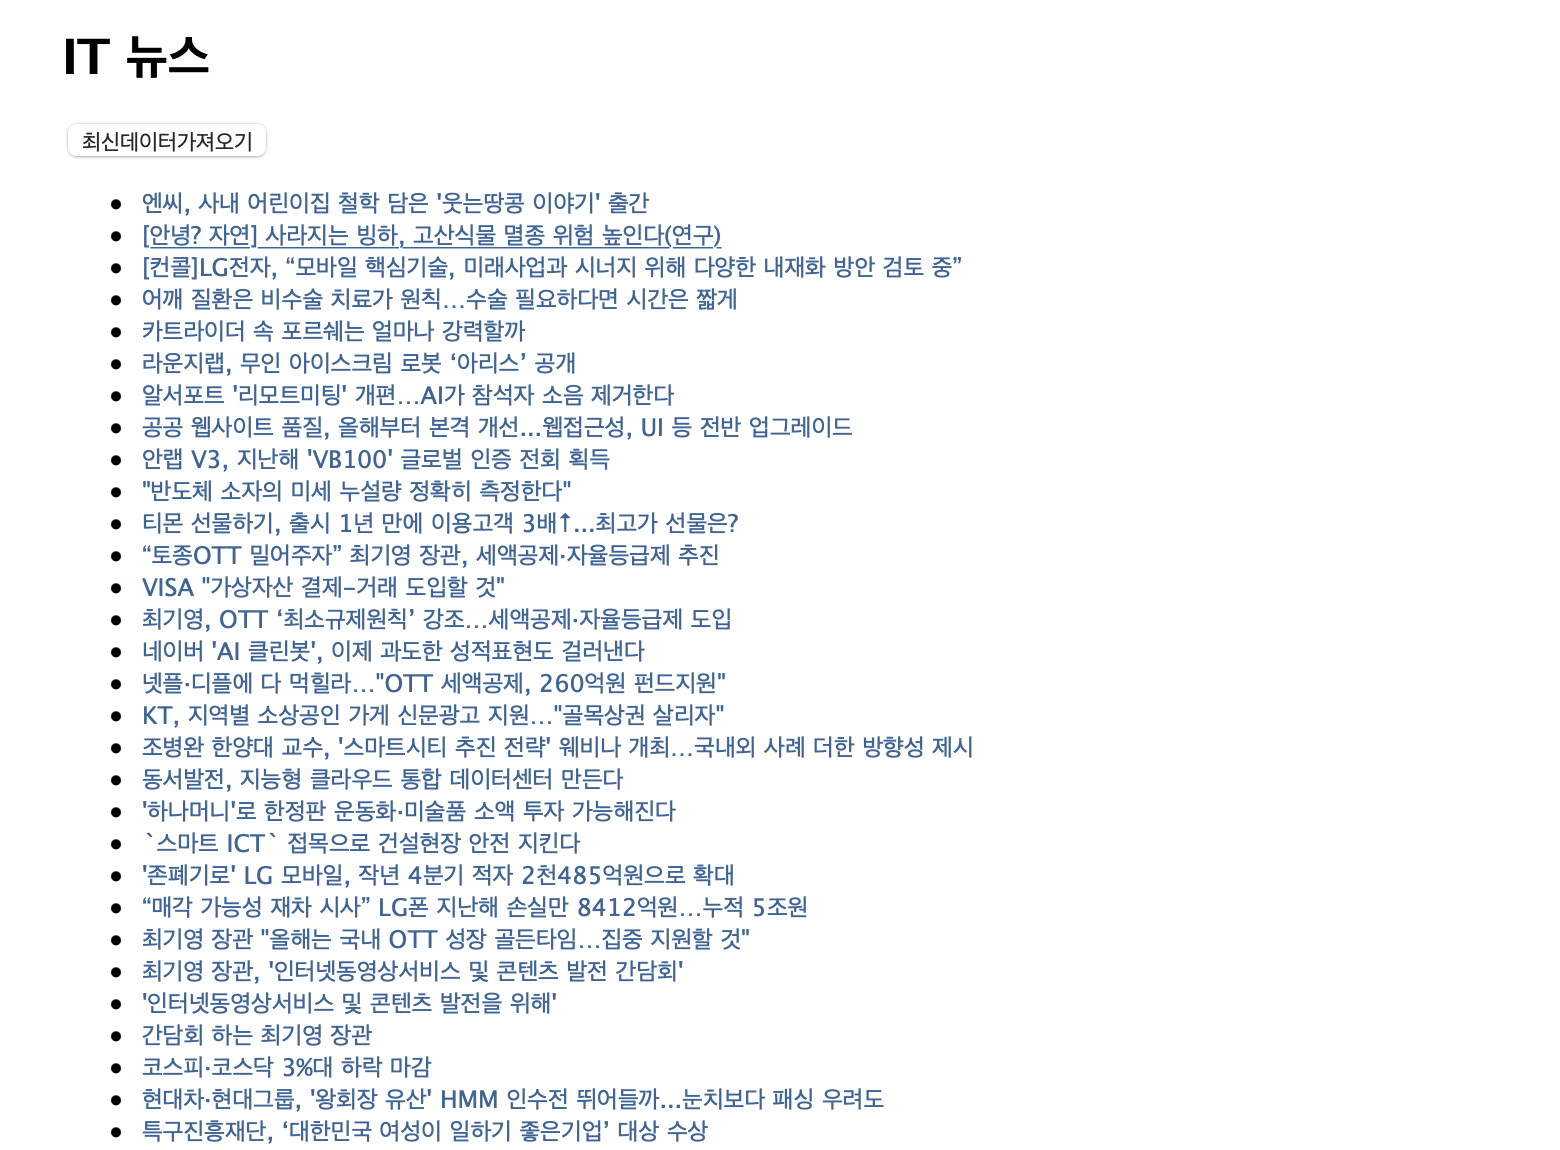 IT 뉴스
최신데이터가져오기
엔씨, 사내 어린이집 철학 담은 '웃는땅콩 이야기' 출간
[안녕? 자연] 사라지는 빙하, 고산식물 멸종 위험 높인다(연구)
[컨콜]LG전자, “모바일 핵심기술, 미래사업과 시너지 위해 다양한 내재화 방안 검토 중”
어깨 질환은 비수술 치료가 원칙…수술 필요하다면 시간은 짧게
카트라이더 속 포르쉐는 얼마나 강력할까
라운지랩, 무인 아이스크림 로봇 ‘아리스’ 공개
알서포트 '리모트미팅' 개편…AI가 참석자 소음 제거한다
공공 웹사이트 품질, 올해부터 본격 개선...웹접근성, UI 등 전반 업그레이드
안랩 V3, 지난해 'VB100' 글로벌 인증 전회 획득
"반도체 소자의 미세 누설량 정확히 측정한다"
티몬 선물하기, 출시 1년 만에 이용고객 3배↑...최고가 선물은?
“토종OTT 밀어주자” 최기영 장관, 세액공제·자율등급제 추진
VISA "가상자산 결제-거래 도입할 것"
최기영, OTT ‘최소규제원칙’ 강조…세액공제·자율등급제 도입
네이버 'AI 클린봇', 이제 과도한 성적표현도 걸러낸다
넷플·디플에 다 먹힐라…"OTT 세액공제, 260억원 펀드지원"
KT, 지역별 소상공인 가게 신문광고 지원…"골목상권 살리자"
조병완 한양대 교수, '스마트시티 추진 전략' 웨비나 개최…국내외 사례 더한 방향성 제시
동서발전, 지능형 클라우드 통합 데이터센터 만든다
'하나머니'로 한정판 운동화·미술품 소액 투자 가능해진다
`스마트 ICT` 접목으로 건설현장 안전 지킨다
'존폐기로' LG 모바일, 작년 4분기 적자 2천485억원으로 확대
“매각 가능성 재차 시사” LG폰 지난해 손실만 8412억원…누적 5조원
최기영 장관 "올해는 국내 OTT 성장 골든타임…집중 지원할 것"
최기영 장관, '인터넷동영상서비스 및 콘텐츠 발전 간담회'
'인터넷동영상서비스 및 콘텐츠 발전을 위해'
간담회 하는 최기영 장관
코스피·코스닥 3%대 하락 마감
현대차·현대그룹, '왕회장 유산' HMM 인수전 뛰어들까...눈치보다 패싱 우려도
특구진흥재단, ‘대한민국 여성이 일하기 좋은기업’ 대상 수상